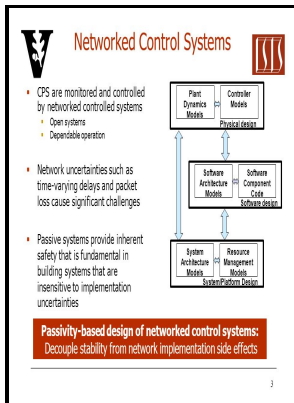 Networked Control Systems
V
ISIS
CPS are monitored and controlled
by networked controlled systems
Open systems
Dependable operation
Network uncertainties such as
time-varying delays and packet
loss cause significant challenges
Passive systems provide inherent
safety that is fundamental in
building systems that are
insensitive to implementation
uncertainties
Plant
Dynamics
Models
Controller
Models
Physical design
Software
Architecture
Models
Software
Component
Code
Software design
System
Architecture
Models
Resource
Management
Models
System/Platform Design
Passivity-based design of networked control systems:
Decouple stability from network implementation side effects
3